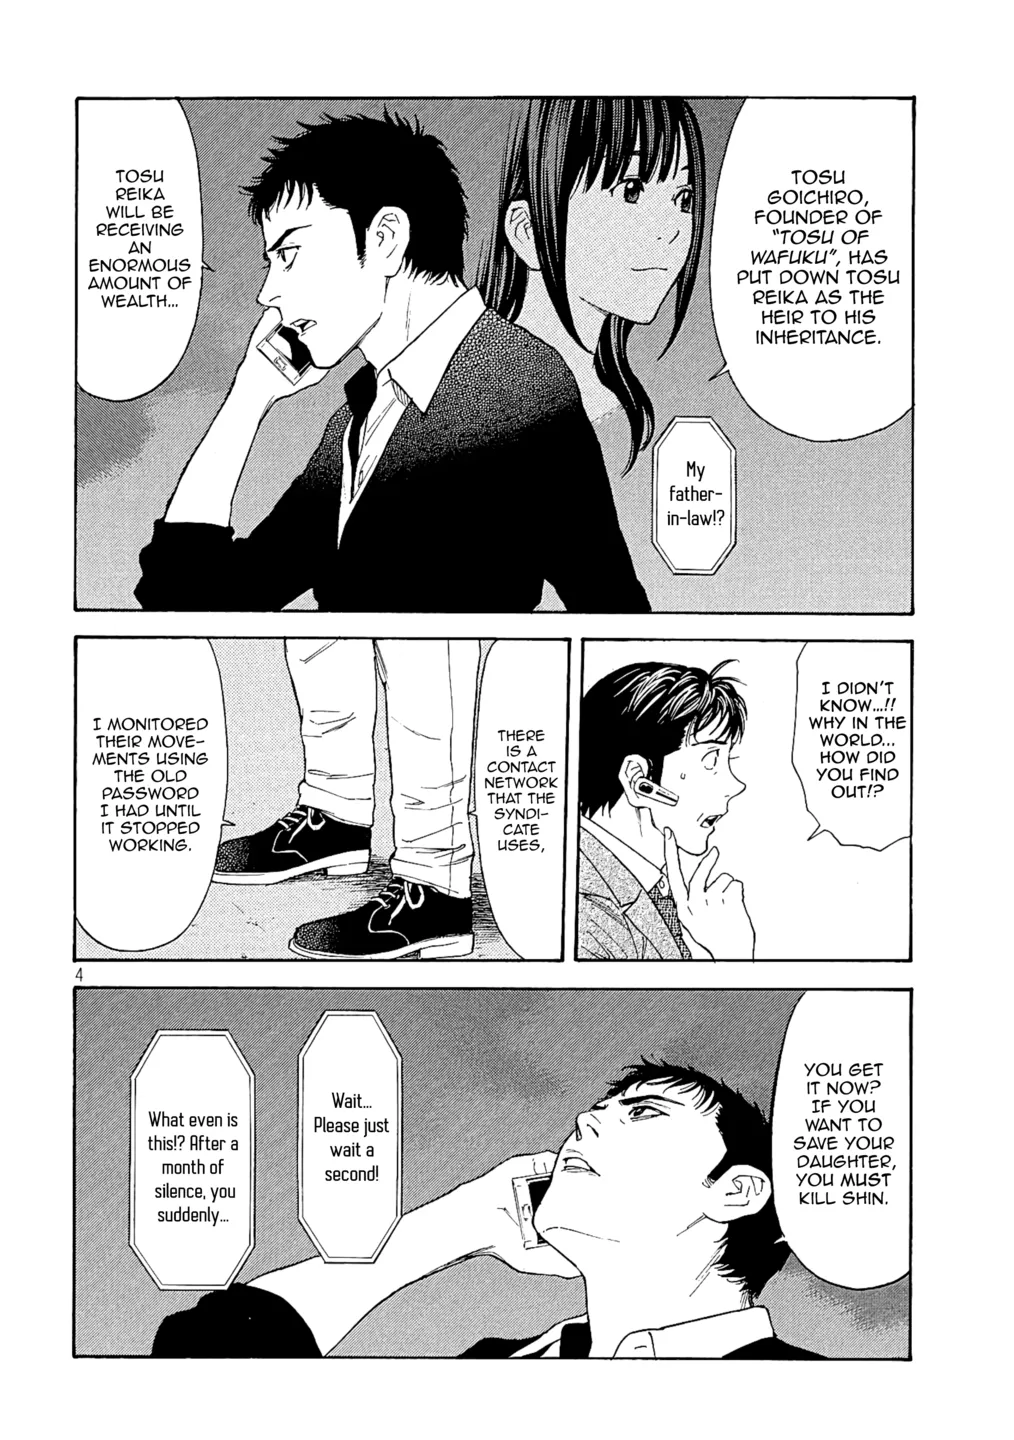 TOSU
GOICHIRO,
FOUNDER OF
"TOSU OF
WAFUKU", HAS
PUT DOWN TOSU
REIKA AS THE
HEIR TO HIS
INHERITANCE.
My
father-
in-law!?
TOSU
REIKA
WILL BE
RECEIVING
AN
ENORMOUS
AMOUNT OF
WEALTH...
I DIDN'T
KNOW...!!
WHY IN THE
WORLD...
HOW DID
YOU FIND
OUT!?
THERE
IS A
CONTACT
NETWORK
THAT THE
SYNDI-
CATE
USES,
I MONITORED
THEIR MOVE-
MENTS USING
THE OLD
PASSWORD
I HAD UNTIL
IT STOPPED
WORKING.
4
YOU GET
IT NOW?
IF YOU
WANT TO
SAVE YOUR
DAUGHTER,
YOU MUST
KILL SHIN.
Wait...
Please just
wait a
second!
What even is
this!? After a
month of
silence, you
suddenly...